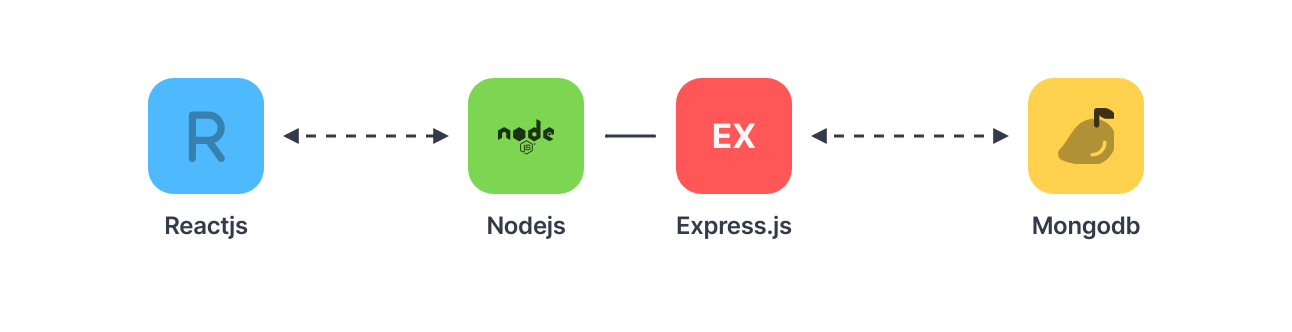 R
node
JS
EX
Reactjs
Nodejs
Express.js
Mongodb